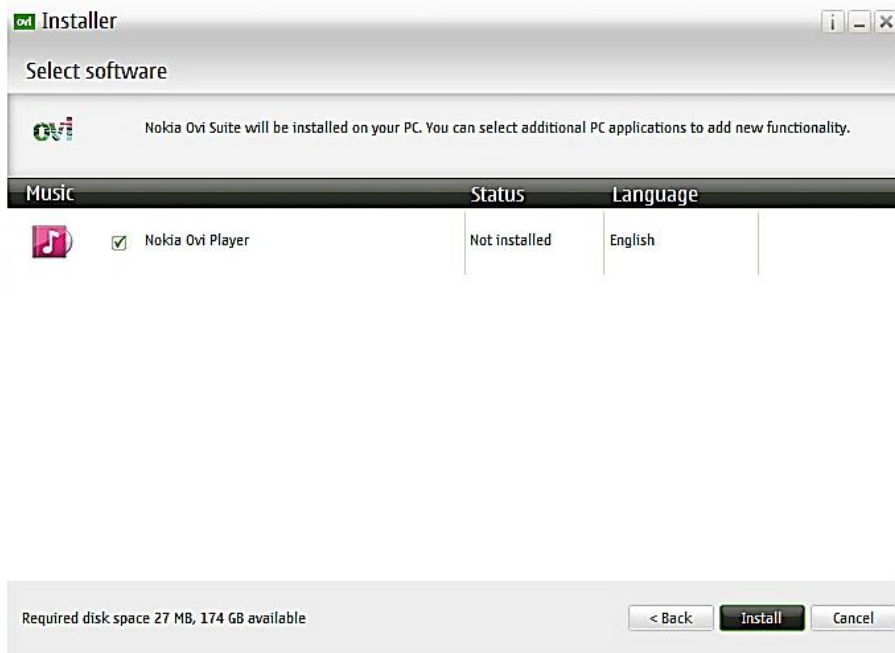 ovi Installer
Select software
ovi Nokia Ovi Suite will be installed on your PC. You can select additional PC applications to add new functionality.
Music Status Language
Nokia Ovi Player Not installed English
Required disk space 27 MB, 174 GB available < Back Install Cancel